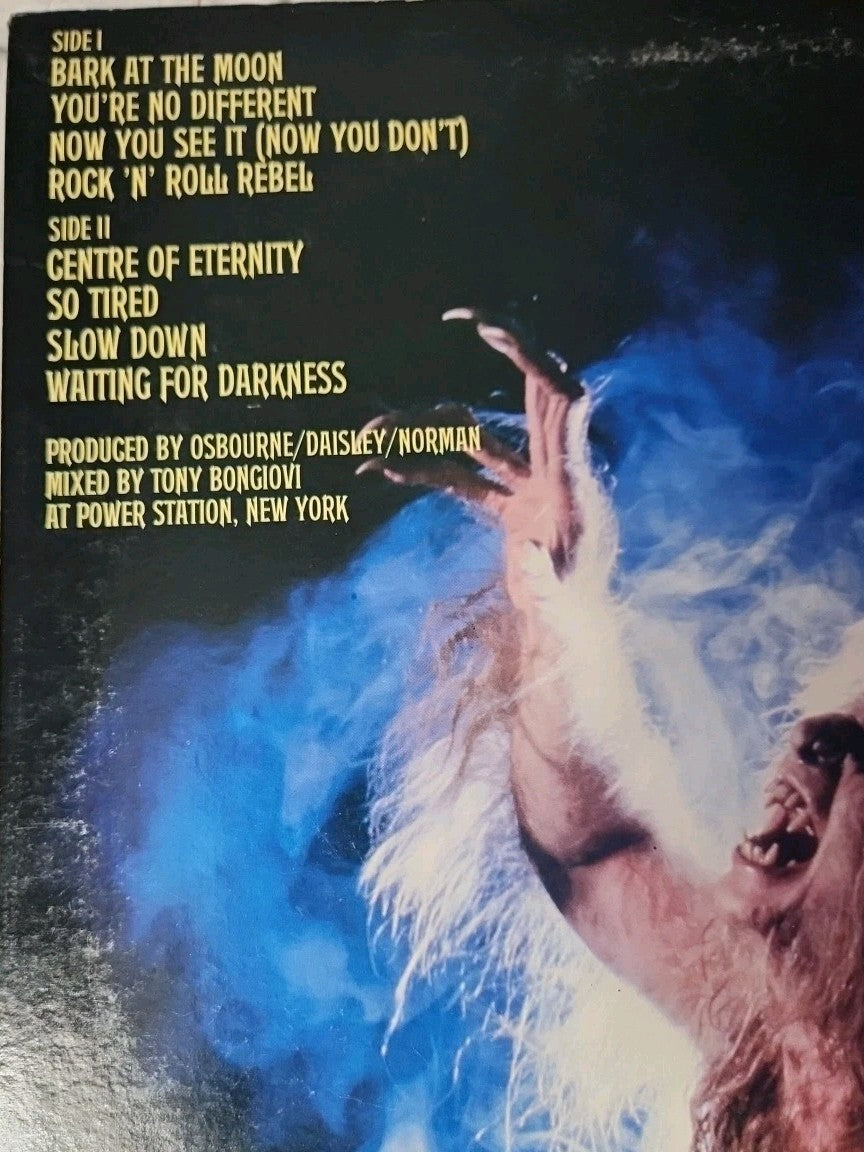 SIDE I
BARK AT THE MOON
YOU'RE NO DIFFERENT
NOW YOU SEE IT (NOW YOU DON'T)
ROCK 'N' ROLL REBEL
SIDE II
CENTRE OF ETERNITY
SO TIRED
SLOW DOWN
WAITING FOR DARKNESS
PRODUCED BY OSBOURNE/DAISLEY/NORMAN
MIXED BY TONY BONGIOVI
AT POWER STATION, NEW YORK